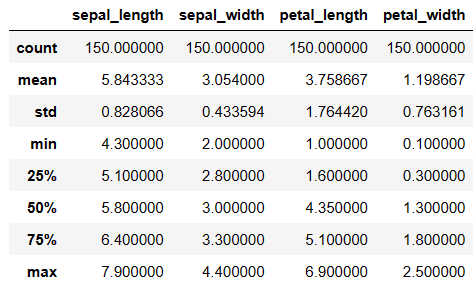 sepal_length sepal_width petal_length petal_width
count 150.000000 150.000000 150.000000 150.000000
mean 5.843333 3.054000 3.758667 1.198667
std 0.828066 0.433594 1.764420 0.763161
min 4.300000 2.000000 1.000000 0.100000
25% 5.100000 2.800000 1.600000 0.300000
50% 5.800000 3.000000 4.350000 1.300000
75% 6.400000 3.300000 5.100000 1.800000
max 7.900000 4.400000 6.900000 2.500000